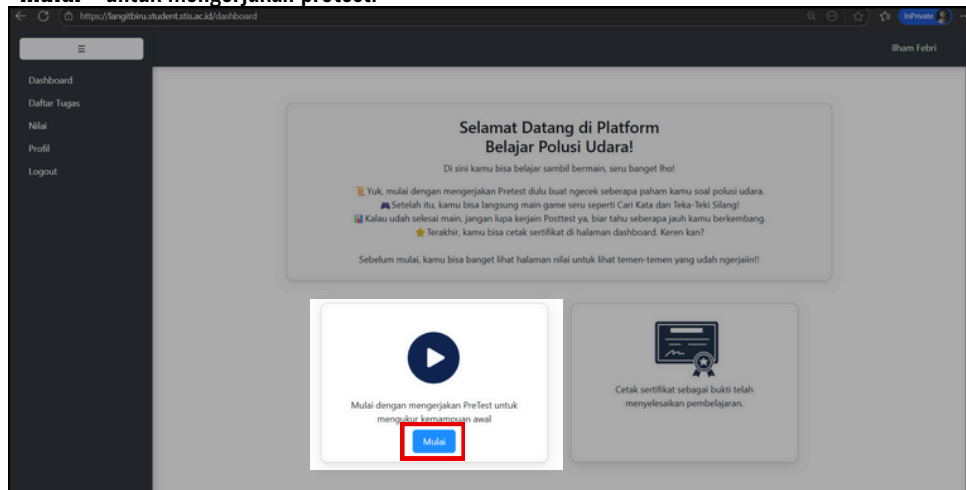 https://langitbiru.student.stis.ac.id/dashboard
InPrivate
Ilham Febri
Dashboard
Daftar Tugas
Nilai
Profil
Logout
Selamat Datang di Platform
Belajar Polusi Udara!
Di sini kamu bisa belajar sambil bermain, seru banget lho!
Yuk, mulai dengan mengerjakan Pretest dulu buat ngecek seberapa paham kamu soal polusi udara.
Setelah itu, kamu bisa langsung main game seru seperti Cari Kata dan Teka-Teki Silang!
Kalau udah selesai main, jangan lupa kerjain Posttest ya, biar tahu seberapa jauh kamu berkembang.
Terakhir, kamu bisa cetak sertifikat di halaman dashboard. Keren kan?
Sebelum mulai, kamu bisa banget lihat halaman nilai untuk lihat temen-temen yang udah ngerjaiin!!
Mulai dengan mengerjakan PreTest untuk
mengukur kemampuan awal
Mulai
Cetak sertifikat sebagai bukti telah
menyelesaikan pembelajaran.